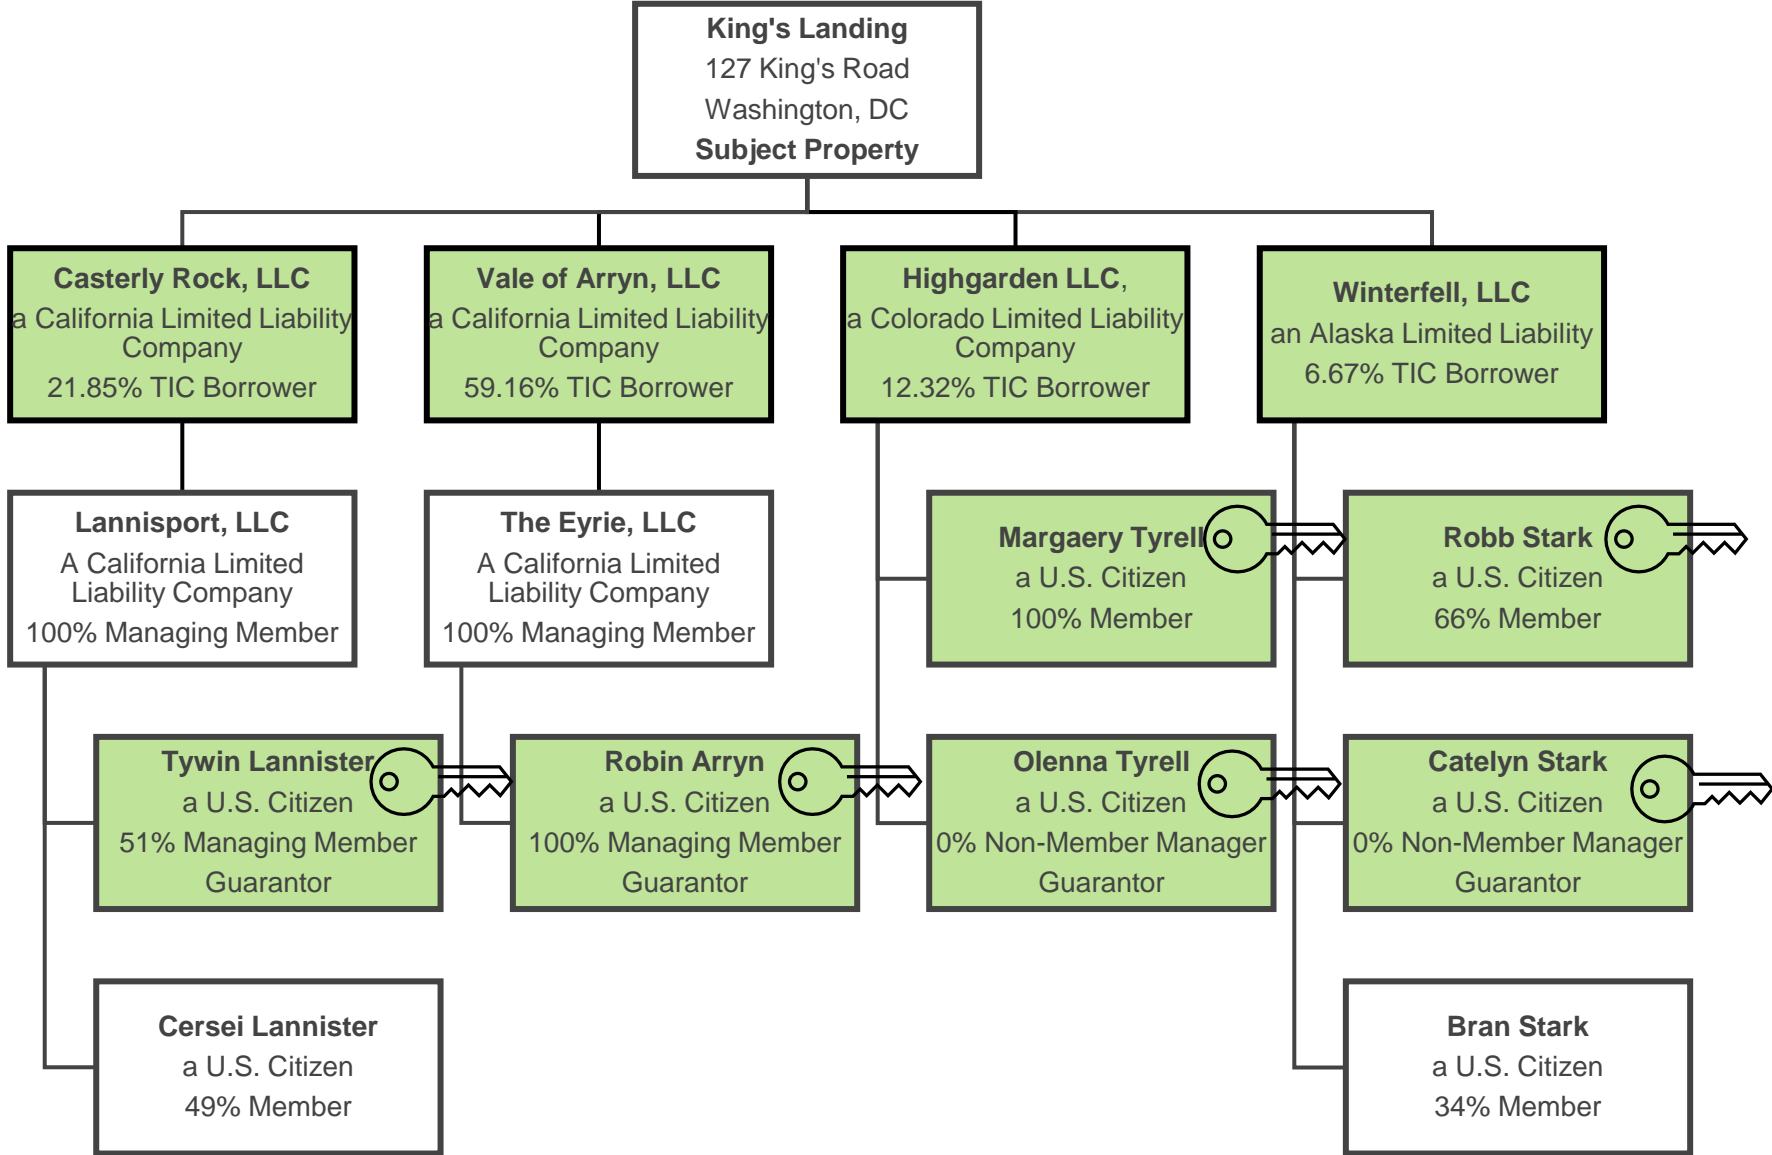 King's Landing
127 King's Road
Washington, DC
Subject Property
Casterly Rock, LLC
a California Limited Liability
Company
21.85% TIC Borrower
Vale of Arryn, LLC
a California Limited Liability
Company
59.16% TIC Borrower
Highgarden LLC,
a Colorado Limited Liability
Company
12.32% TIC Borrower
Winterfell, LLC
an Alaska Limited Liability
6.67% TIC Borrower
Lannisport, LLC
A California Limited
Liability Company
100% Managing Member
The Eyrie, LLC
A California Limited
Liability Company
100% Managing Member
Margaery Tyrell
a U.S. Citizen
100% Member
Robb Stark
a U.S. Citizen
66% Member
Tywin Lannister
a U.S. Citizen
51% Managing Member
Guarantor
Robin Arryn
a U.S. Citizen
100% Managing Member
Guarantor
Olenna Tyrell
a U.S. Citizen
0% Non-Member Manager
Guarantor
Catelyn Stark
a U.S. Citizen
0% Non-Member Manager
Guarantor
Cersei Lannister
a U.S. Citizen
49% Member
Bran Stark
a U.S. Citizen
34% Member